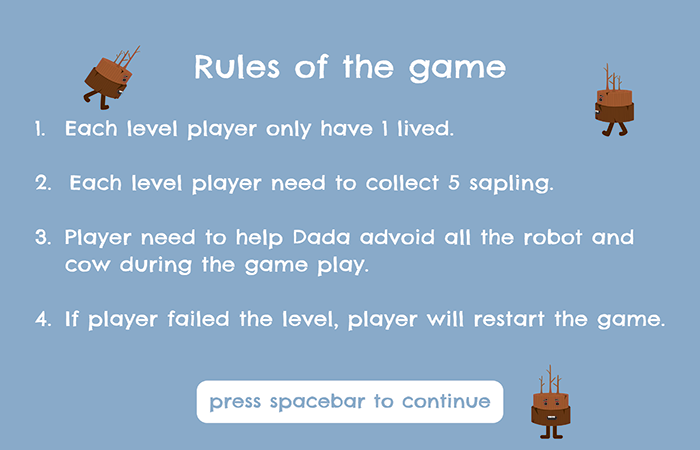 Rules of the game
1. Each level player only have 1 lived.
2. Each level player need to collect 5 sapling.
3. Player need to help Dada advoid all the robot and
cow during the game play.
4. If player failed the level, player will restart the game.
press spacebar to continue